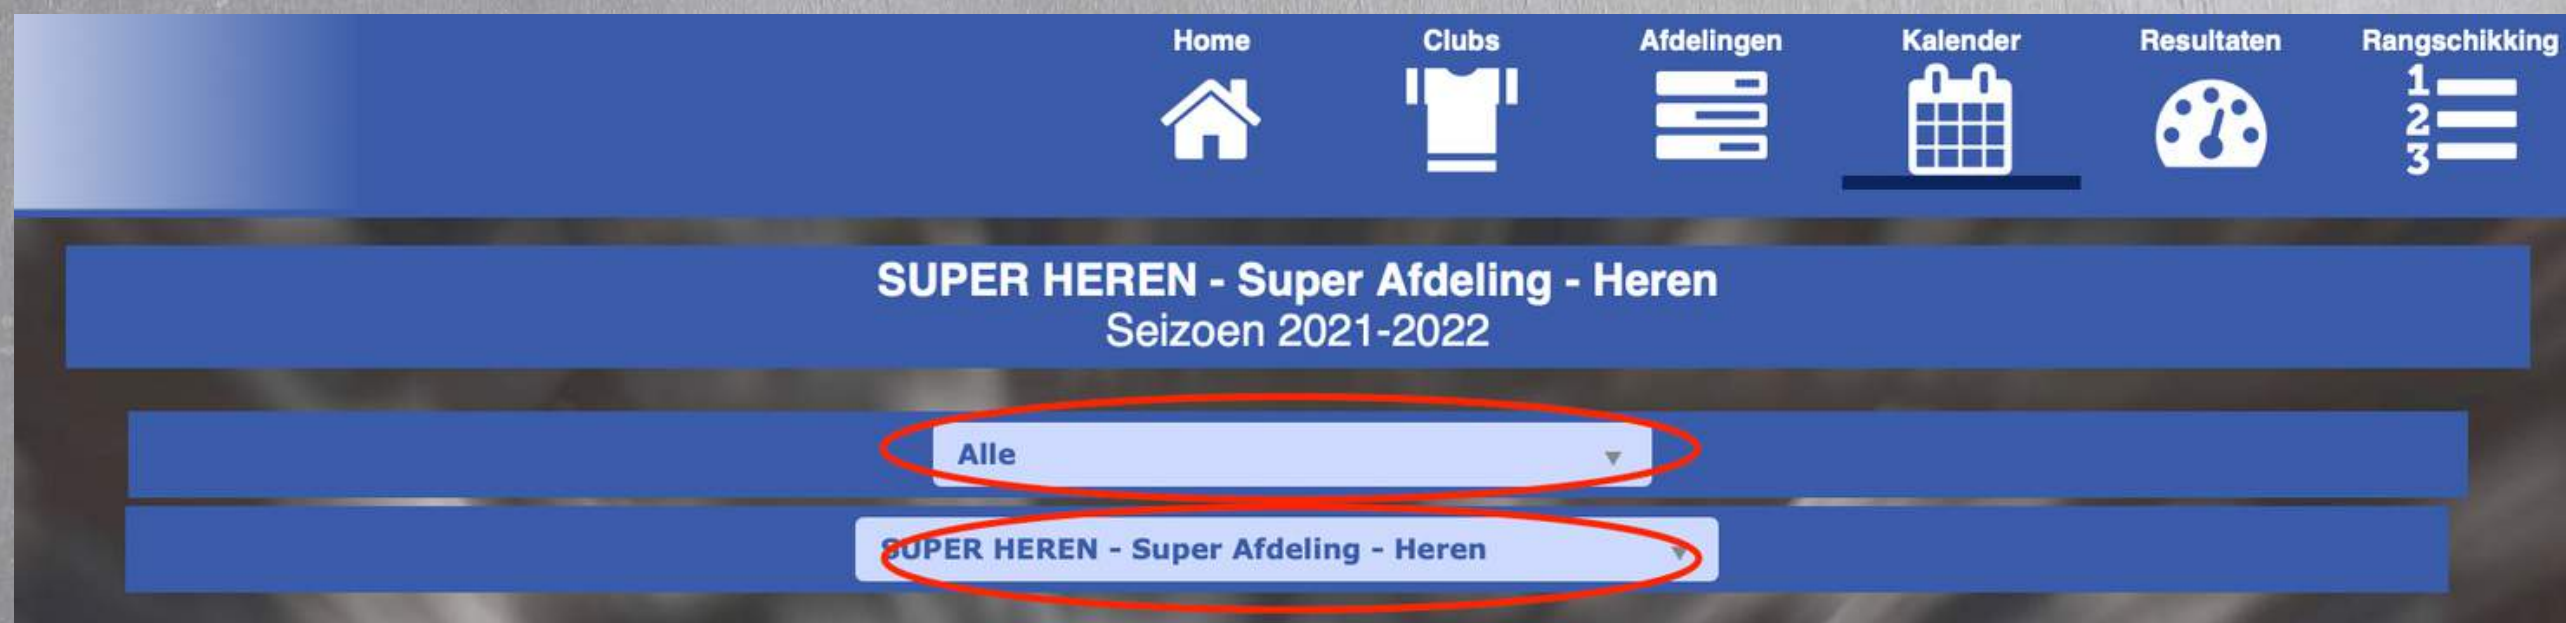 Home Clubs Afdelingen Kalender Resultaten Rangschikking
1
2
3
SUPER HEREN - Super Afdeling - Heren
Seizoen 2021-2022
Alle
SUPER HEREN - Super Afdeling - Heren